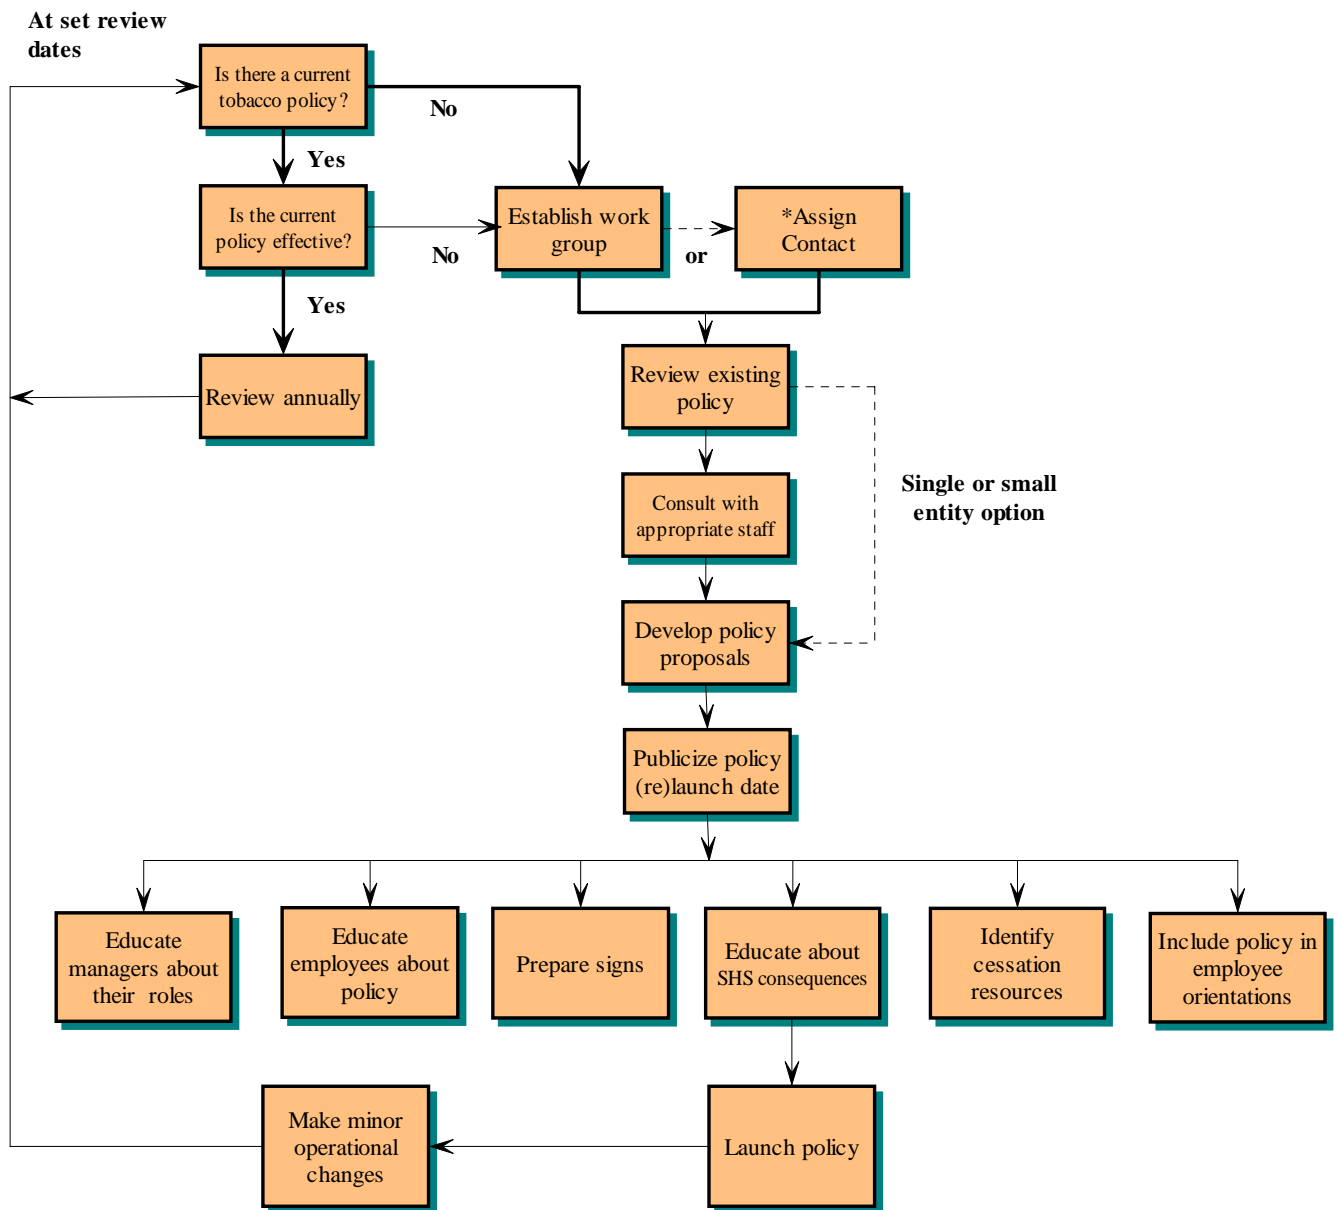 At set review
dates
Is there a current
tobacco policy?
No
Yes
Is the current
policy effective?
No
Establish work
group
or
*Assign
Contact
Yes
Review annually
Review existing
policy
Single or small
entity option
Consult with
appropriate staff
Develop policy
proposals
Publicize policy
(re)launch date
Educate
managers about
their roles
Educate
employees about
policy
Prepare signs
Educate about
SHS consequences
Identify
cessation
resources
Include policy in
employee
orientations
Make minor
operational
changes
Launch policy